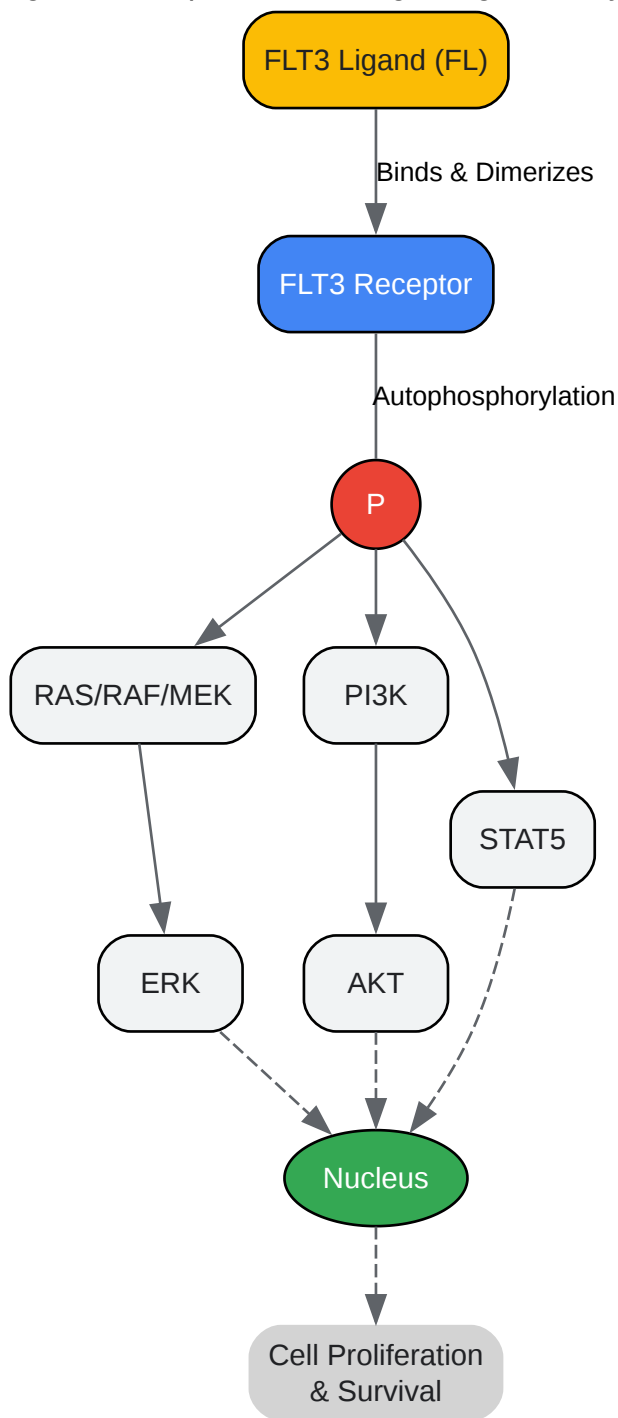 FLT3 Ligand (FL)
Binds & Dimerizes
FLT3 Receptor
Autophosphorylation
P
RAS/RAF/MEK
PI3K
STAT5
ERK
AKT
Nucleus
Cell Proliferation
& Survival